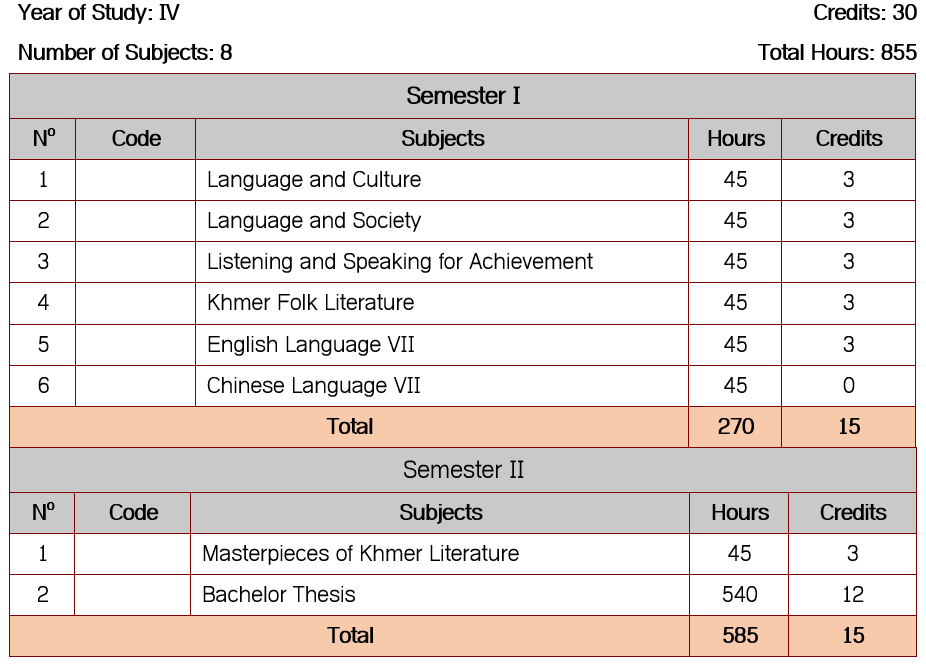 Year of Study: IV Credits: 30
Number of Subjects: 8 Total Hours: 855
Semester I
Nº Code Subjects Hours Credits
1 Language and Culture 45 3
2 Language and Society 45 3
3 Listening and Speaking for Achievement 45 3
4 Khmer Folk Literature 45 3
5 English Language VII 45 3
6 Chinese Language VII 45 0
Total 270 15
Semester II
Nº Code Subjects Hours Credits
1 Masterpieces of Khmer Literature 45 3
2 Bachelor Thesis 540 12
Total 585 15